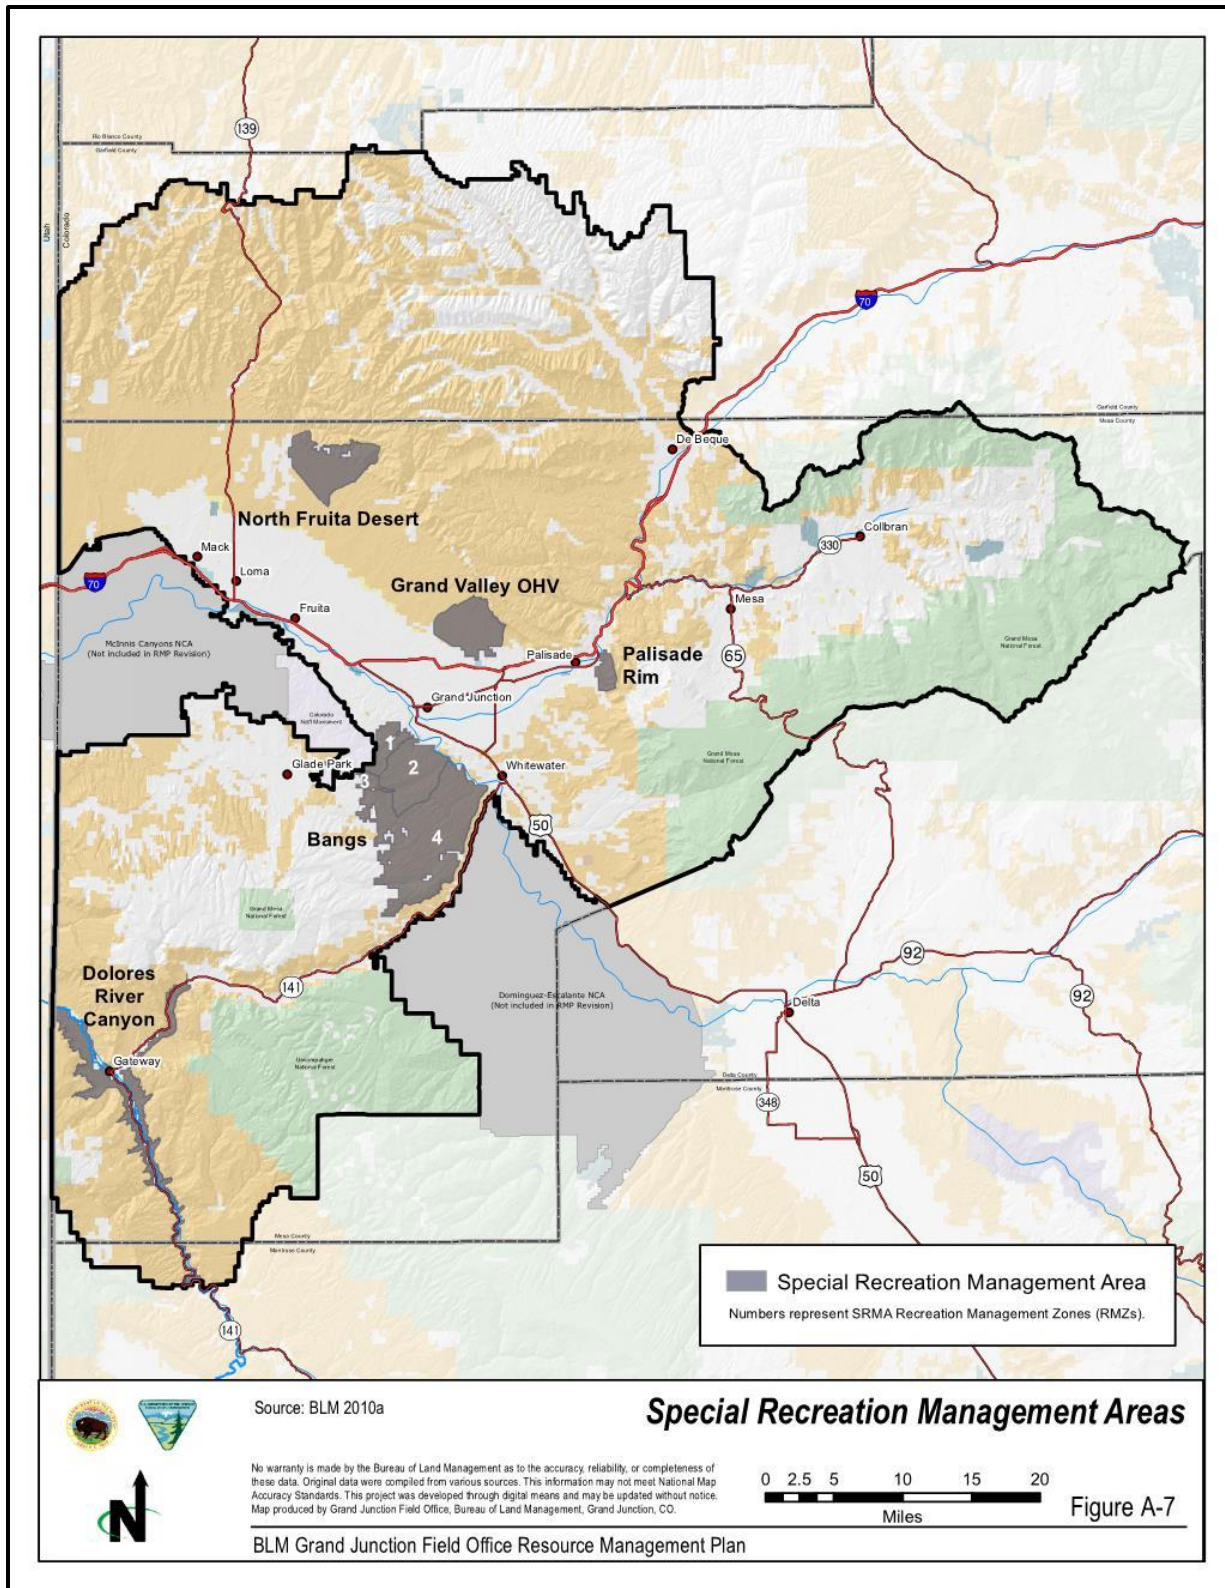 139
Rio Blanco County
Garfield County
Utah
Colorado
70
Garfield County
Mesa County
De Beque
North Fruita Desert
Collbran
330
Mack
70
Loma
Grand Valley OHV
Mesa
Fruita
McInnis Canyons NCA
(Not included in RMP Revision)
Grand Mesa
National Forest
Palisade
Palisade
Rim
65
Grand Junction
Colorado
Nat'l Monument
1
2
3
4
Grand Mesa
National Forest
Glade Park
Whitewater
50
Bangs
Grand Mesa
National Forest
92
Dolores
River
Canyon
141
Dominguez-Escalante NCA
(Not included in RMP Revision)
92
Delta
Gateway
Uncompahgre
National Forest
Delta County
Montrose County
348
50
Mesa County
Montrose County
141
Special Recreation Management Area
Numbers represent SRMA Recreation Management Zones (RMZs).
Source: BLM 2010a
Special Recreation Management Areas
No warranty is made by the Bureau of Land Management as to the accuracy, reliability, or completeness of
these data. Original data were compiled from various sources. This information may not meet National Map
Accuracy Standards. This project was developed through digital means and may be updated without notice.
Map produced by Grand Junction Field Office, Bureau of Land Management, Grand Junction, CO.
N
0 2.5 5 10 15 20
Miles
Figure A-7
BLM Grand Junction Field Office Resource Management Plan